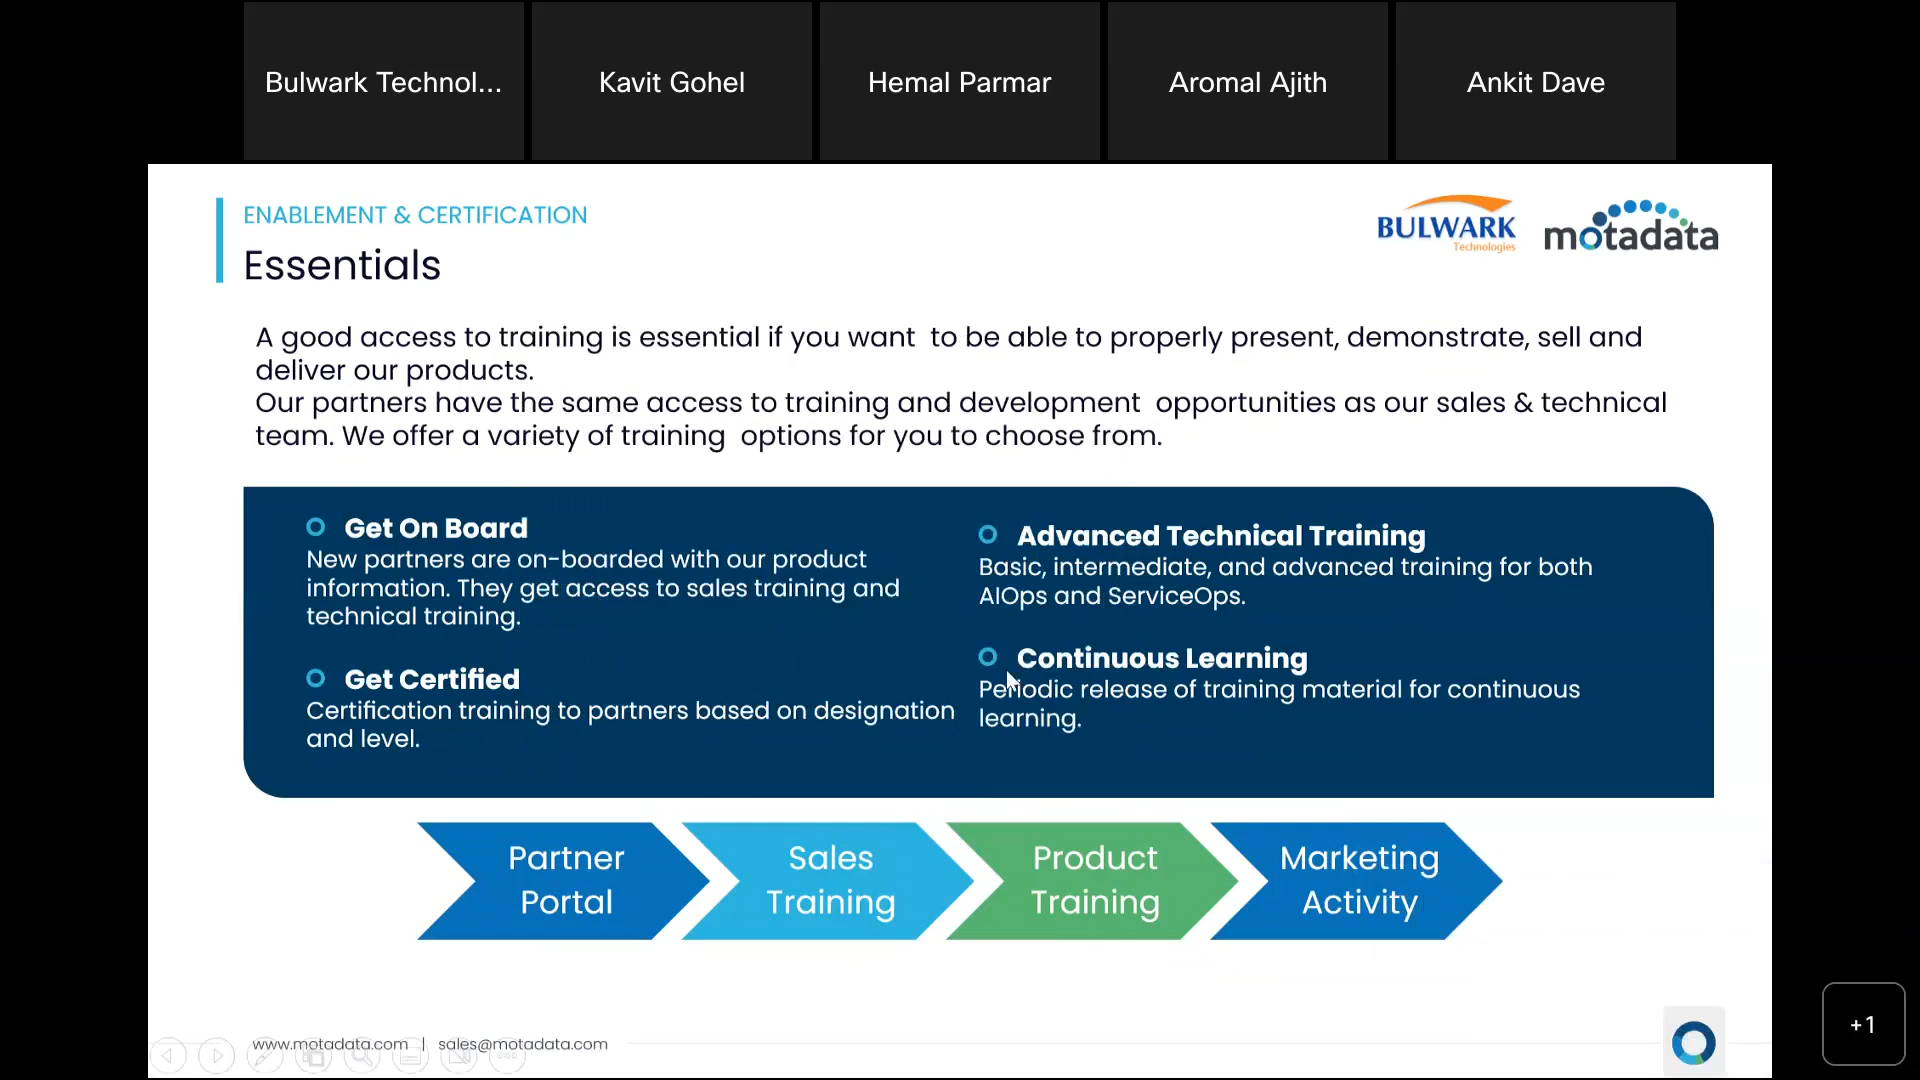 Bulwark Technol...
Kavit Gohel
Hemal Parmar
Aromal Ajith
Ankit Dave
ENABLEMENT & CERTIFICATION
Essentials
BULWARK
Technologies
motadata
A good access to training is essential if you want  to be able to properly present, demonstrate, sell and
deliver our products.
Our partners have the same access to training and development  opportunities as our sales & technical
team. We offer a variety of training  options for you to choose from.
Get On Board
New partners are on-boarded with our product
information. They get access to sales training and
technical training.
Get Certified
Certification training to partners based on designation
and level.
Advanced Technical Training
Basic, intermediate, and advanced training for both
AIOps and ServiceOps.
Continuous Learning
Periodic release of training material for continuous
learning.
Partner
Portal
Sales
Training
Product
Training
Marketing
Activity
www.motadata.com | sales@motadata.com
+1